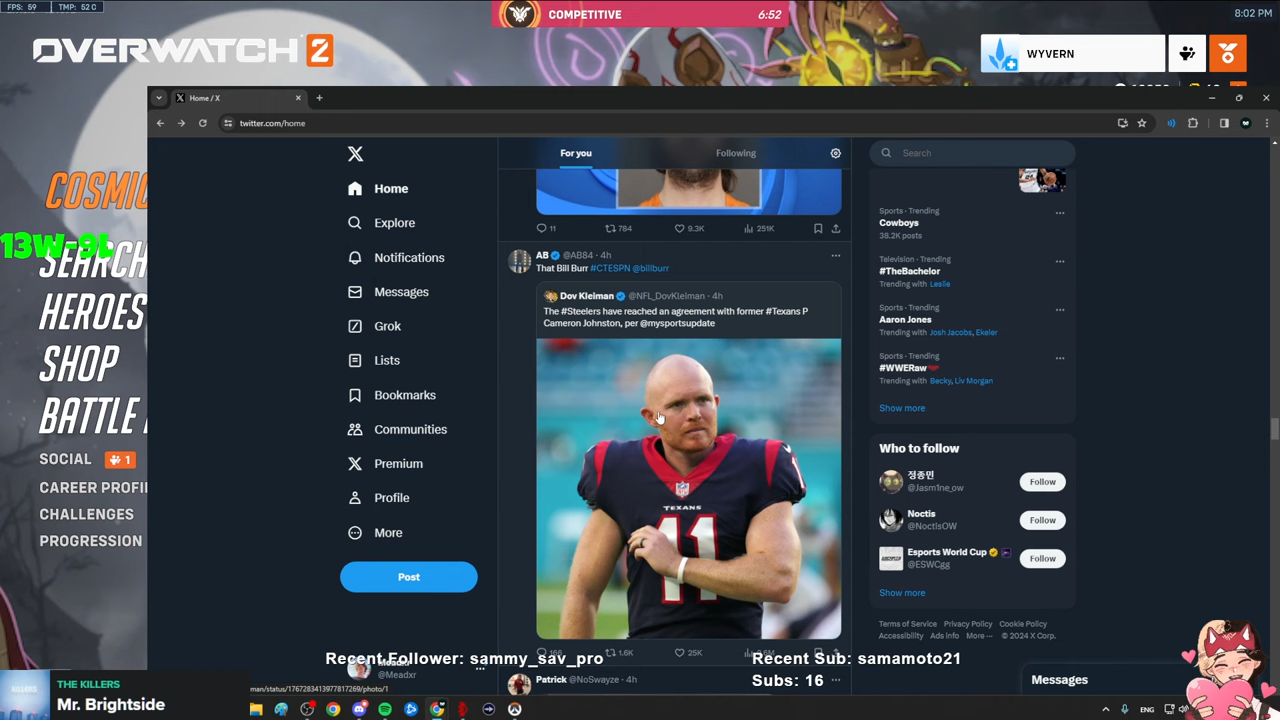 FPS: 59
TMP: 52 C
COMPETITIVE
6:52
8:02 PM
OVERWATCH 2
WYVERN
Home / X
twitter.com/home
COSMIC
13W-9L
SEARCH
HEROES
SHOP
BATTLE
SOCIAL
1
CAREER PROFI
CHALLENGES
PROGRESSION
Home
Explore
Notifications
Messages
Grok
Lists
Bookmarks
Communities
Premium
Profile
More
Post
Meadxr
@Meadxr
For you
Following
11
784
9.3K
251K
AB @AB84 · 4h
That Bill Burr #CTESPN @billburr
Dov Kleiman @NFL_DovKleiman · 4h
The #Steelers have reached an agreement with former #Texans P
Cameron Johnston, per @mysportsupdate
TEXANS
11
166
1.6K
25K
Patrick @NoSwayze · 4h
Search
Sports · Trending
Cowboys
38.2K posts
Television · Trending
#TheBachelor
Trending with Leslie
Sports · Trending
Aaron Jones
Trending with Josh Jacobs, Ekeler
Sports · Trending
#WWERaw
Trending with Becky, Liv Morgan
Show more
Who to follow
정종민
@Jasm1ne_ow
Follow
Noctis
@NoctisOW
Follow
Esports World Cup
@ESWCgg
Follow
Show more
Terms of Service Privacy Policy Cookie Policy
Accessibility Ads info More ··· © 2024 X Corp.
Messages
Recent Follower: sammy_sav_pro
Recent Sub: samamoto21
Subs: 16
man/status/1767283413977817269/photo/1
THE KILLERS
Mr. Brightside
ENG